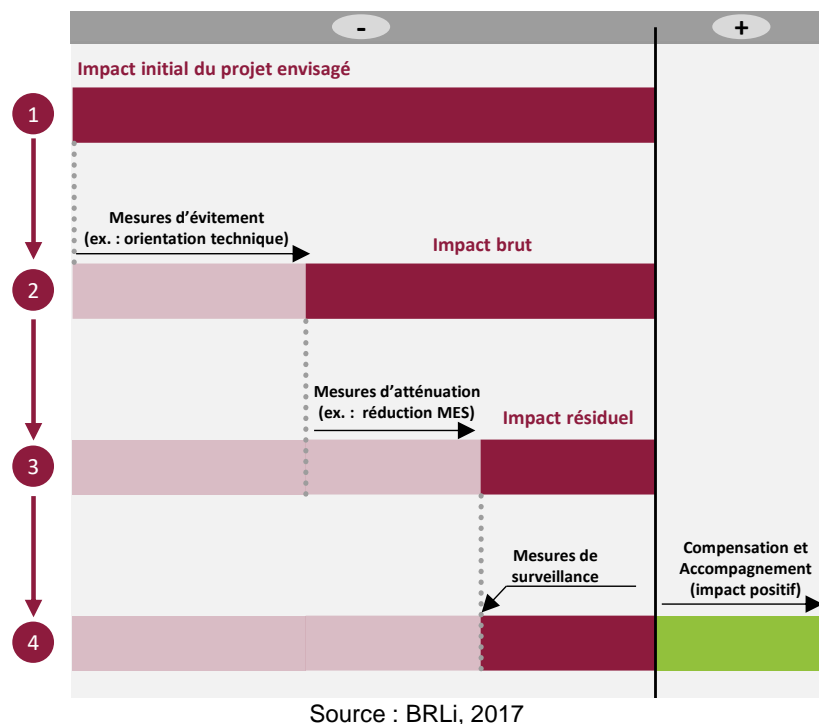 -
+
Impact initial du projet envisagé
1
Mesures d’évitement
(ex. : orientation technique)
Impact brut
2
Mesures d’atténuation
(ex. :  réduction MES)
Impact résiduel
3
Mesures de
surveillance
Compensation et
Accompagnement
(impact positif)
4
Source : BRLi, 2017